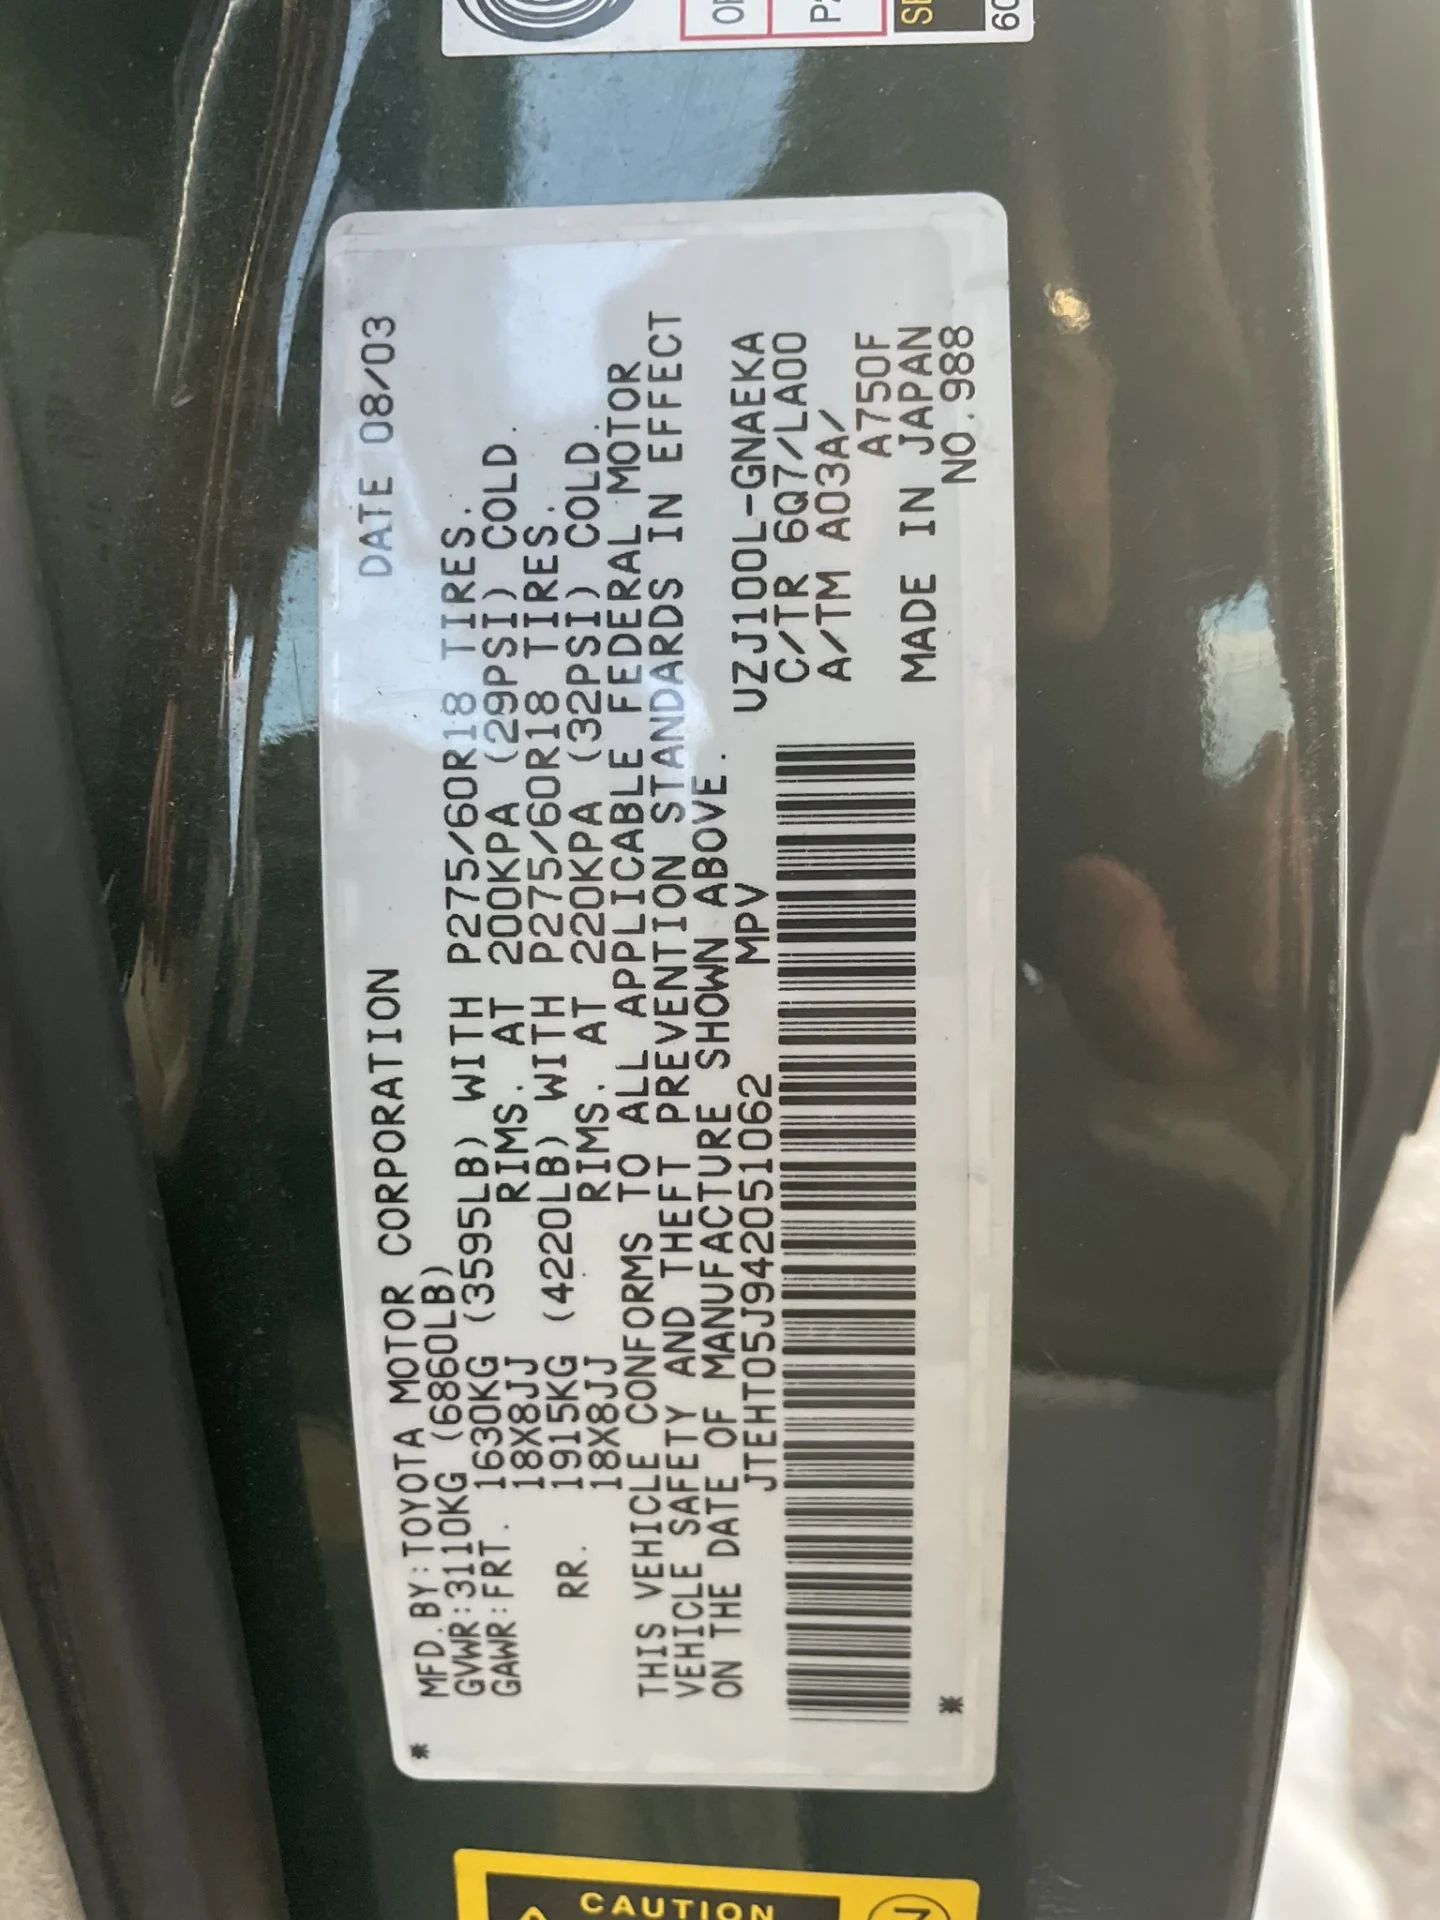 DATE 08/03
MFD.BY:TOYOTA MOTOR CORPORATION
GVWR:3110KG (6860LB)
GAWR:FRT. 1630KG (3595LB) WITH P275/60R18 TIRES.
18X8JJ RIMS. AT 200KPA (29PSI) COLD.
RR. 1915KG (4220LB) WITH P275/60R18 TIRES.
18X8JJ RIMS. AT 220KPA (32PSI) COLD.
THIS VEHICLE CONFORMS TO ALL APPLICABLE FEDERAL MOTOR
VEHICLE SAFETY AND THEFT PREVENTION STANDARDS IN EFFECT
ON THE DATE OF MANUFACTURE SHOWN ABOVE.
JTEHT05J942051062 MPV UZJ100L-GNAEKA
C/TR 6Q7/LA00
A/TM A03A/
A750F
MADE IN JAPAN
NO.988
CAUTION